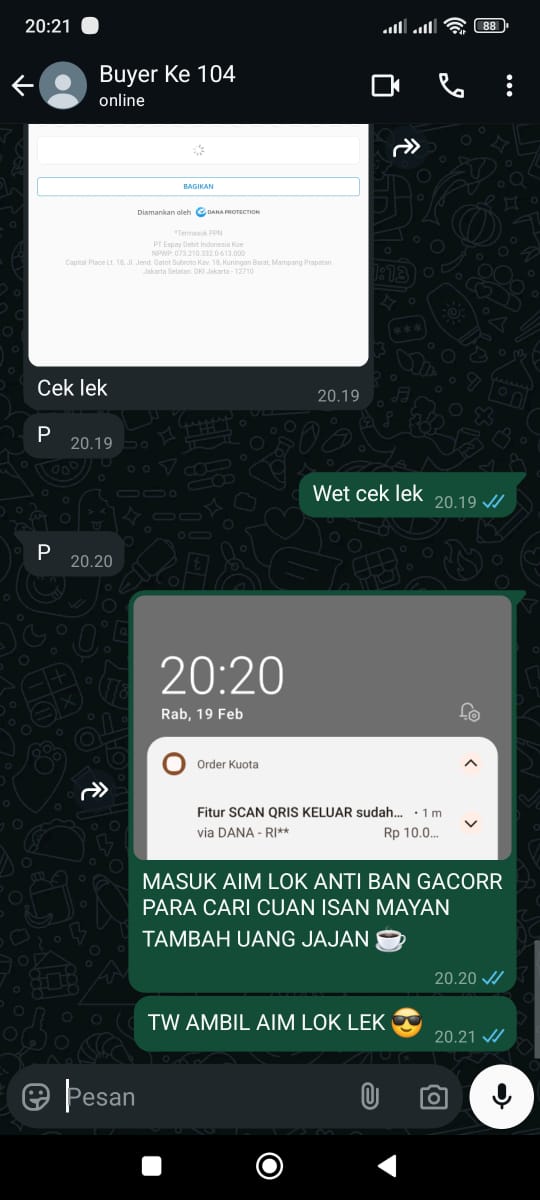 20:21
88
Buyer Ke 104
online
BAGIKAN
Diamankan oleh DANA PROTECTION
*Termasuk PPN
PT Espay Debit Indonesia Koe
NPWP: 073.210.332.0-613.000
Capital Place Lt. 18, Jl. Jend. Gatot Subroto Kav. 18, Kuningan Barat, Mampang Prapatan
Jakarta Selatan, DKI Jakarta - 12710
Cek lek
20.19
P 20.19
Wet cek lek 20.19
P 20.20
20:20
Rab, 19 Feb
Order Kuota
Fitur SCAN QRIS KELUAR sudah... • 1 m
via DANA - RI** Rp 10.0...
MASUK AIM LOK ANTI BAN GACORR
PARA CARI CUAN ISAN MAYAN
TAMBAH UANG JAJAN ☕
20.20
TW AMBIL AIM LOK LEK 😎 20.21
Pesan